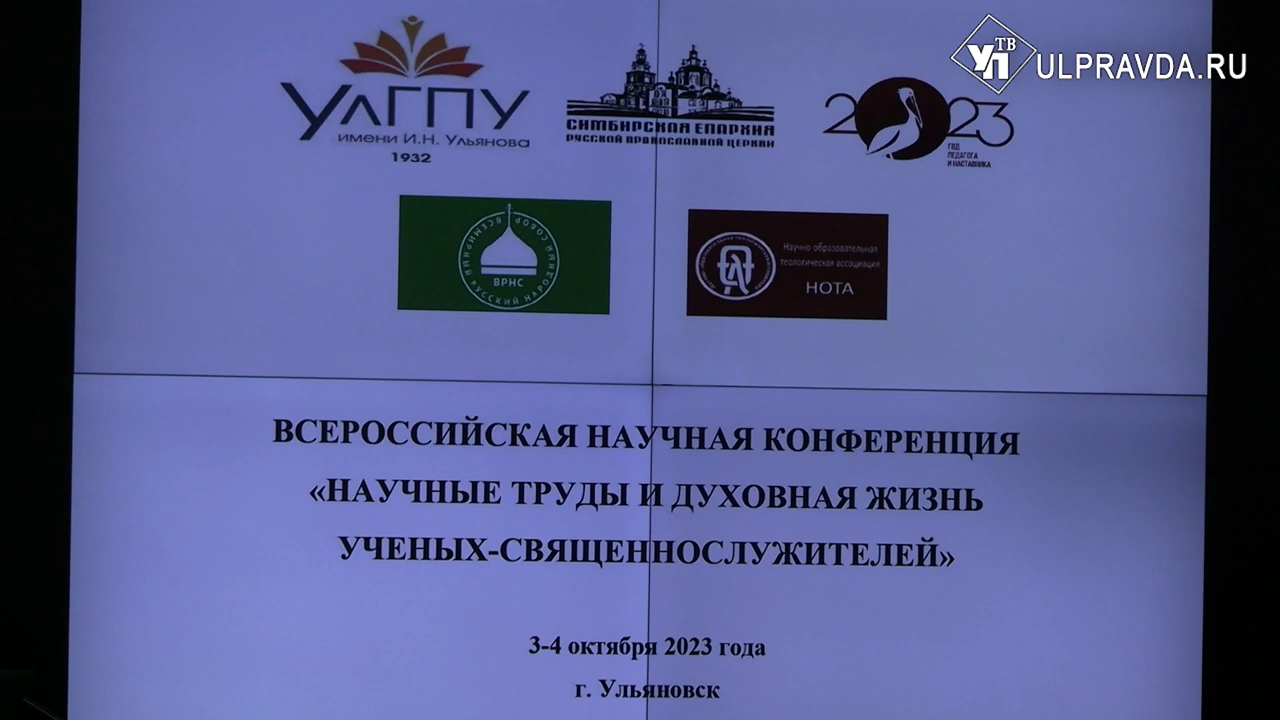 ТВ
УП
ULPRAVDA.RU
УлГПУ
имени И.Н. Ульянова
1932
СИМБИРСКАЯ ЕПАРХИЯ
РУССКОЙ ПРАВОСЛАВНОЙ ЦЕРКВИ
2023
ГОД
ПЕДАГОГА
И НАСТАВНИКА
ВСЕМИРНЫЙ РУССКИЙ НАРОДНЫЙ СОБОР
ВРНС
Научно образовательная
теологическая ассоциация
НОТА
ВСЕРОССИЙСКАЯ НАУЧНАЯ КОНФЕРЕНЦИЯ
«НАУЧНЫЕ ТРУДЫ И ДУХОВНАЯ ЖИЗНЬ
УЧЕНЫХ-СВЯЩЕННОСЛУЖИТЕЛЕЙ»
3-4 октября 2023 года
г. Ульяновск